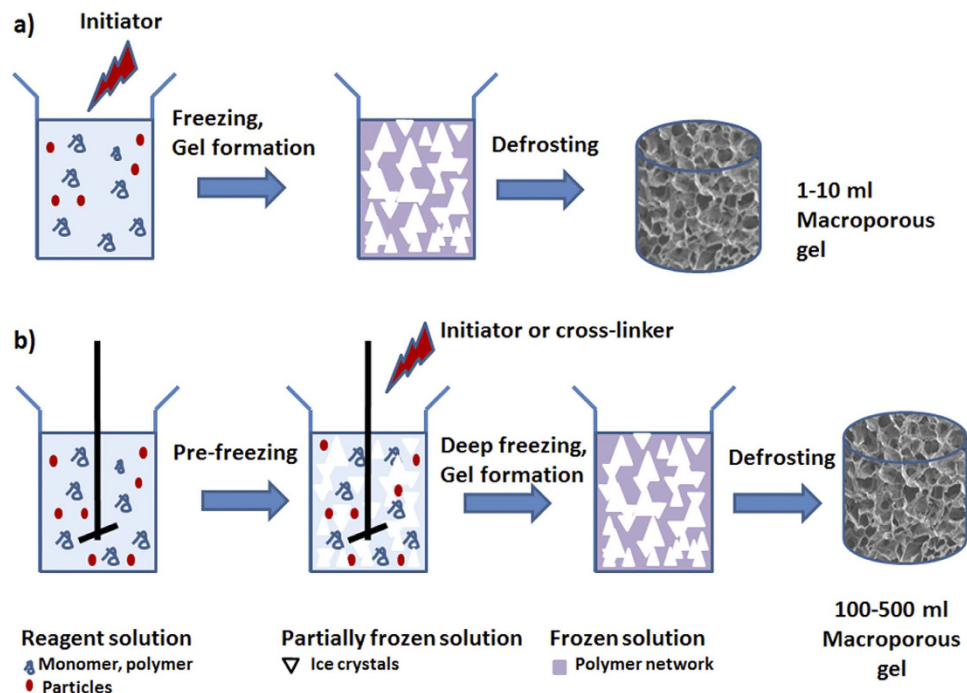 a)
Initiator
Freezing,
Gel formation
Defrosting
1-10 ml
Macroporous
gel
b)
Initiator or cross-linker
Pre-freezing
Deep freezing,
Gel formation
Defrosting
100-500 ml
Macroporous
gel
Reagent solution
Monomer, polymer
Particles
Partially frozen solution
Ice crystals
Frozen solution
Polymer network